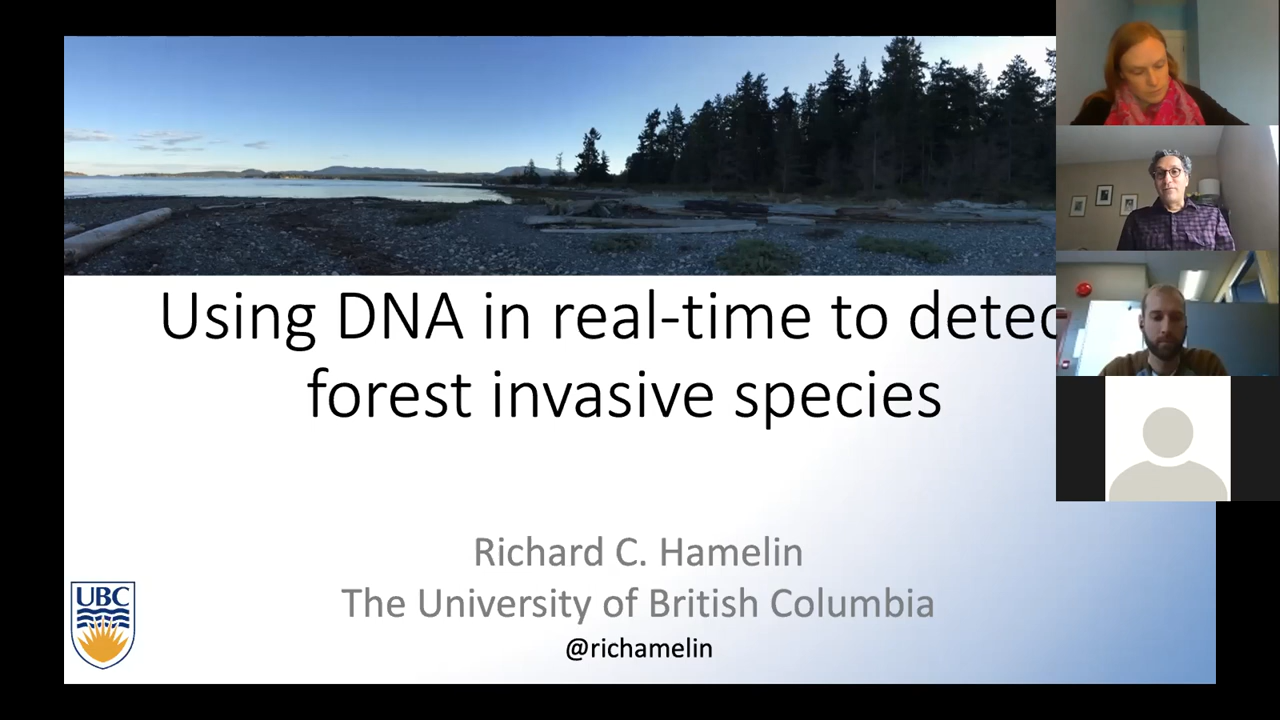 Using DNA in real-time to detec
forest invasive species
Richard C. Hamelin
The University of British Columbia
@richamelin
UBC